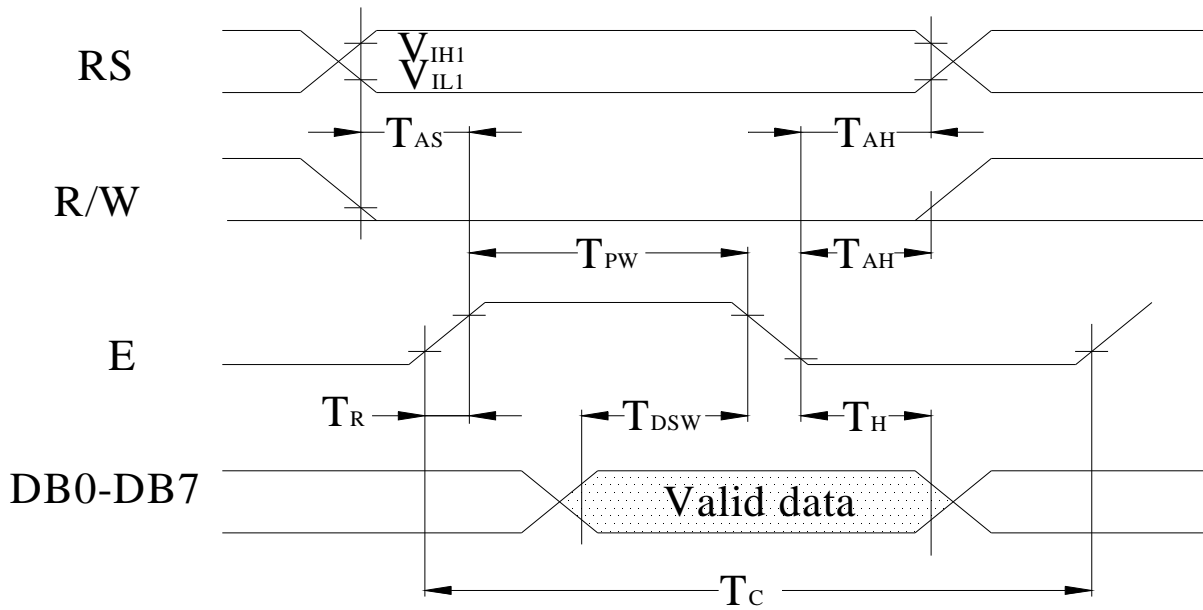 RS
VIH1
VIL1
TAS
TAH
R/W
TPW
TAH
E
TR
TDSW
TH
DB0-DB7
Valid data
TC